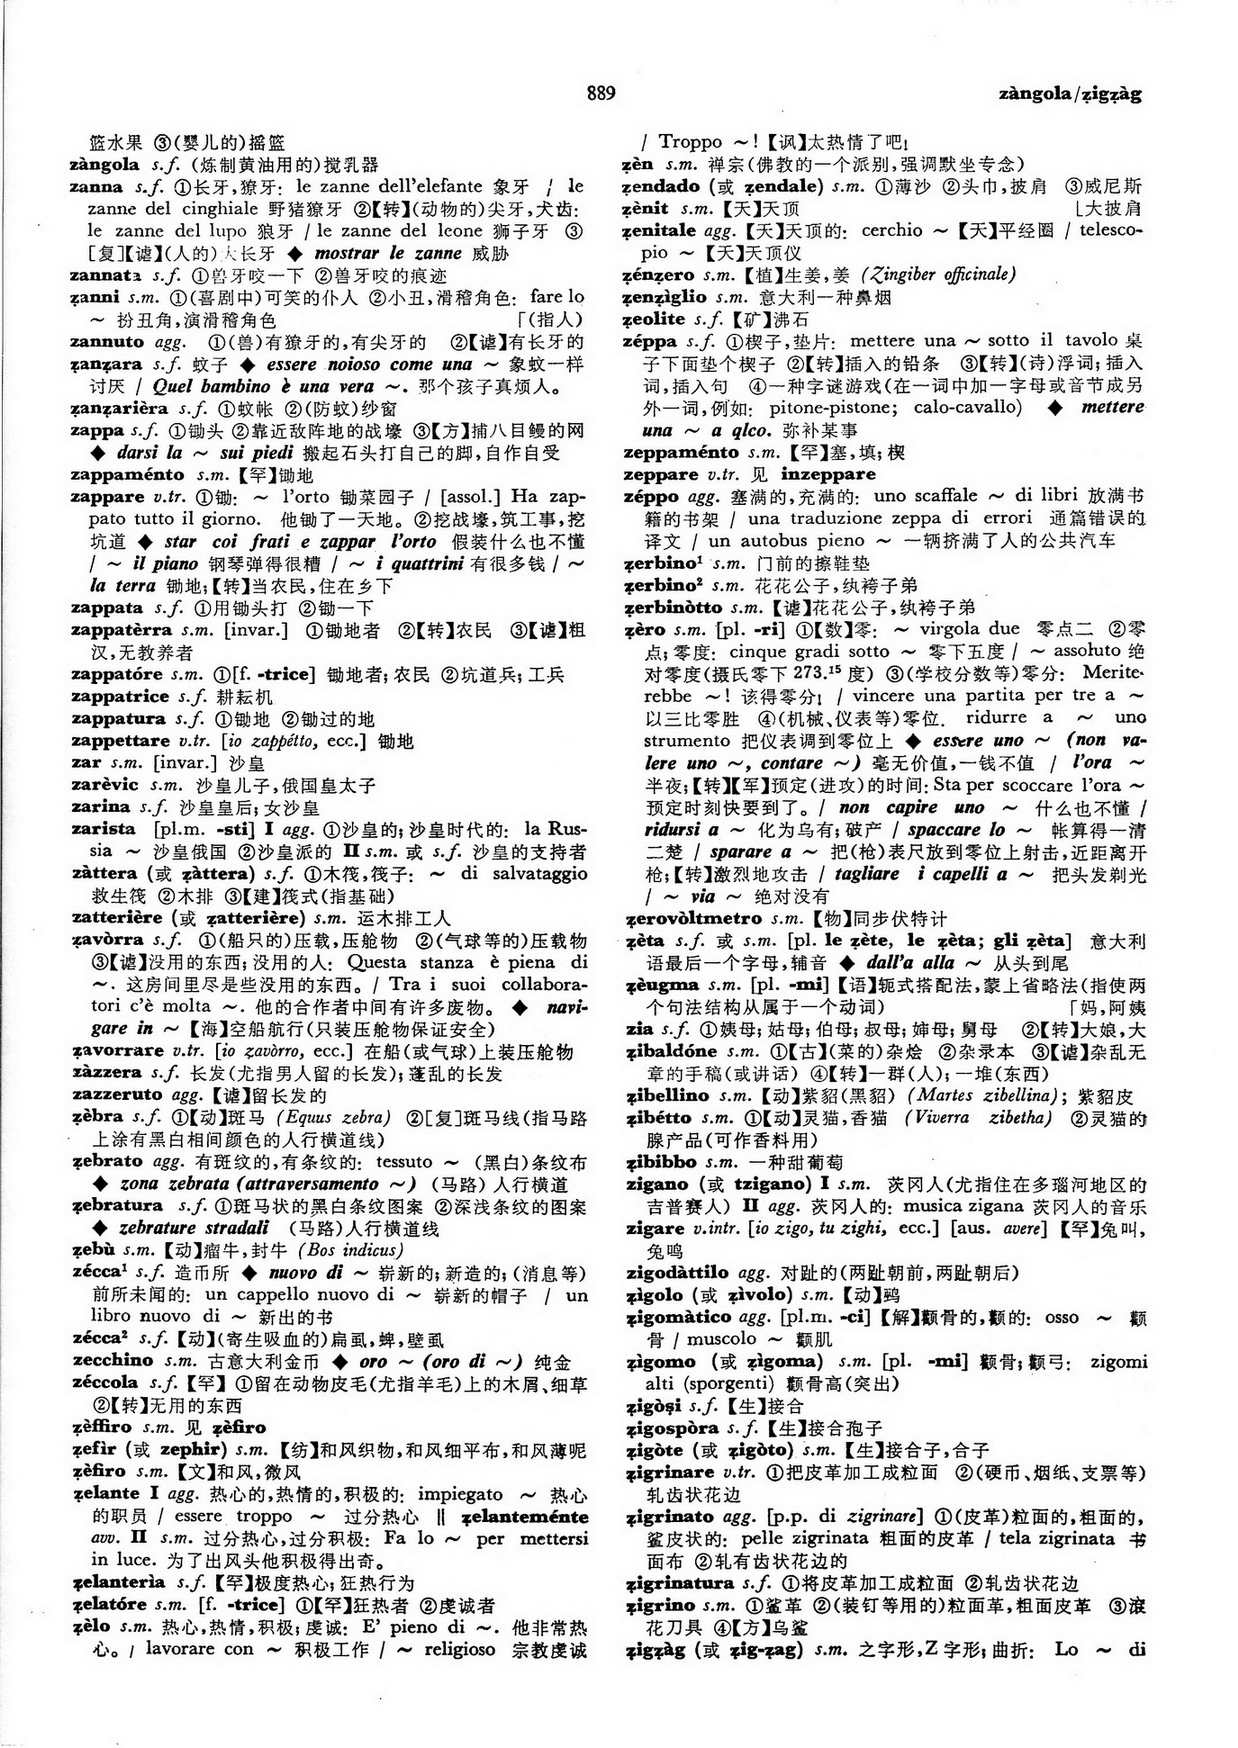 889
zàngola/ẓigẓàg
篮水果 ③(婴儿的)摇篮
zàngola s.f. (炼制黄油用的)搅乳器
zanna s.f. ①长牙,獠牙: le zanne dell'elefante 象牙 / le
zanne del cinghiale 野猪獠牙 ②【转】(动物的)尖牙,犬齿:
le zanne del lupo 狼牙 / le zanne del leone 狮子牙 ③
[复]【谑】(人的)大长牙 ◆ mostrar le zanne 威胁
zannata s.f. ①兽牙咬一下 ②兽牙咬的痕迹
ẓanni s.m. ①(喜剧中)可笑的仆人 ②小丑,滑稽角色: fare lo
~ 扮丑角,演滑稽角色 「(指人)
zannuto agg. ①(兽)有獠牙的,有尖牙的 ②【谑】有长牙的
ẓanẓara s.f. 蚊子 ◆ essere noioso come una ~ 象蚊一样
讨厌 / Quel bambino è una vera ~. 那个孩子真烦人。
ẓanẓarièra s.f. ①蚊帐 ②(防蚊)纱窗
zappa s.f. ①锄头 ②靠近敌阵地的战壕 ③【方】捕八目鳗的网
◆ darsi la ~ sui piedi 搬起石头打自己的脚,自作自受
zappaménto s.m. 【罕】锄地
zappare v.tr. ①锄: ~ l'orto 锄菜园子 / [assol.] Ha zap-
pato tutto il giorno. 他锄了一天地。②挖战壕,筑工事,挖
坑道 ◆ star coi frati e zappar l'orto 假装什么也不懂
/ ~ il piano 钢琴弹得很糟 / ~ i quattrini 有很多钱 / ~
la terra 锄地;【转】当农民,住在乡下
zappata s.f. ①用锄头打 ②锄一下
zappatèrra s.m. [invar.] ①锄地者 ②【转】农民 ③【谑】粗
汉,无教养者
zappatóre s.m. ①[f. -trice] 锄地者;农民 ②坑道兵;工兵
zappatrice s.f. 耕耘机
zappatura s.f. ①锄地 ②锄过的地
zappettare v.tr. [io zappétto, ecc.] 锄地
zar s.m. [invar.] 沙皇
zarèvic s.m. 沙皇儿子,俄国皇太子
zarina s.f. 沙皇皇后;女沙皇
zarista [pl.m. -sti] I agg. ①沙皇的;沙皇时代的: la Rus-
sia ~ 沙皇俄国 ②沙皇派的 II s.m. 或 s.f. 沙皇的支持者
zàttera (或 ẓàttera) s.f. ①木筏,筏子: ~ di salvataggio
救生筏 ②木排 ③【建】筏式(指基础)
zatterière (或 ẓatterière) s.m. 运木排工人
ẓavòrra s.f. ①(船只的)压载,压舱物 ②(气球等的)压载物
③【谑】没用的东西;没用的人: Questa stanza è piena di
~. 这房间里尽是些没用的东西。/ Tra i suoi collabora-
tori c'è molta ~. 他的合作者中间有许多废物。 ◆ navi-
gare in ~ 【海】空船航行(只装压舱物保证安全)
ẓavorrare v.tr. [io ẓavòrro, ecc.] 在船(或气球)上装压舱物
zàzzera s.f. 长发(尤指男人留的长发);蓬乱的长发
zazzeruto agg. 【谑】留长发的
ẓèbra s.f. ①【动】斑马 (Equus zebra) ②[复]斑马线(指马路
上涂有黑白相间颜色的人行横道线)
ẓebrato agg. 有斑纹的,有条纹的: tessuto ~ (黑白)条纹布
◆ zona zebrata (attraversamento ~) (马路) 人行横道
ẓebratura s.f. ①斑马状的黑白条纹图案 ②深浅条纹的图案
◆ zebrature stradali (马路)人行横道线
ẓebù s.m. 【动】瘤牛,封牛 (Bos indicus)
zécca¹ s.f. 造币所 ◆ nuovo di ~ 崭新的;新造的;(消息等)
前所未闻的: un cappello nuovo di ~ 崭新的帽子 / un
libro nuovo di ~ 新出的书
zécca² s.f. 【动】(寄生吸血的)扁虱,蜱,壁虱
zecchino s.m. 古意大利金币 ◆ oro ~ (oro di ~) 纯金
zéccola s.f. 【罕】 ①留在动物皮毛(尤指羊毛)上的木屑、细草
②【转】无用的东西
ẓèffiro s.m. 见 ẓèfiro
ẓefir (或 zephir) s.m. 【纺】和风织物,和风细平布,和风薄呢
ẓèfiro s.m. 【文】和风,微风
ẓelante I agg. 热心的,热情的,积极的: impiegato ~ 热心
的职员 / essere troppo ~ 过分热心 ‖ ẓelanteménte
avv. II s.m. 过分热心,过分积极: Fa lo ~ per mettersi
in luce. 为了出风头他积极得出奇。
ẓelanterìa s.f. 【罕】极度热心;狂热行为
ẓelatóre s.m. [f. -trice] ①【罕】狂热者 ②虔诚者
ẓèlo s.m. 热心,热情,积极;虔诚: E' pieno di ~. 他非常热
心。/ lavorare con ~ 积极工作 / ~ religioso 宗教虔诚
/ Troppo ~! 【讽】太热情了吧!
ẓèn s.m. 禅宗(佛教的一个派别,强调默坐专念)
ẓendado (或 ẓendale) s.m. ①薄沙 ②头巾,披肩 ③威尼斯
ẓènit s.m. 【天】天顶 ⌊大披肩
ẓenitale agg. 【天】天顶的: cerchio ~ 【天】平经圈 / telesco-
pio ~ 【天】天顶仪
ẓénẓero s.m. 【植】生姜,姜 (Zingiber officinale)
ẓenẓìglio s.m. 意大利一种鼻烟
ẓeolite s.f. 【矿】沸石
zéppa s.f. ①楔子,垫片: mettere una ~ sotto il tavolo 桌
子下面垫个楔子 ②【转】插入的铅条 ③【转】(诗)浮词;插入
词,插入句 ④一种字谜游戏(在一词中加一字母或音节成另
外一词,例如: pitone-pistone; calo-cavallo) ◆ mettere
una ~ a qlco. 弥补某事
zeppaménto s.m. 【罕】塞,填;楔
zeppare v.tr. 见 inzeppare
zéppo agg. 塞满的,充满的: uno scaffale ~ di libri 放满书
籍的书架 / una traduzione zeppa di errori 通篇错误的
译文 / un autobus pieno ~ 一辆挤满了人的公共汽车
ẓerbino¹ s.m. 门前的擦鞋垫
ẓerbino² s.m. 花花公子,纨袴子弟
ẓerbinòtto s.m. 【谑】花花公子,纨袴子弟
ẓèro s.m. [pl. -ri] ①【数】零: ~ virgola due 零点二 ②零
点;零度: cinque gradi sotto ~ 零下五度 / ~ assoluto 绝
对零度(摄氏零下 273.¹⁵ 度) ③(学校分数等)零分: Merite-
rebbe ~! 该得零分! / vincere una partita per tre a ~
以三比零胜 ④(机械、仪表等)零位. ridurre a ~ uno
strumento 把仪表调到零位上 ◆ essere uno ~ (non va-
lere uno ~, contare ~) 毫无价值,一钱不值 / l'ora ~
半夜;【转】【军】预定(进攻)的时间: Sta per scoccare l'ora ~
预定时刻快要到了。/ non capire uno ~ 什么也不懂 /
ridursi a ~ 化为乌有;破产 / spaccare lo ~ 帐算得一清
二楚 / sparare a ~ 把(枪)表尺放到零位上射击,近距离开
枪;【转】激烈地攻击 / tagliare i capelli a ~ 把头发剃光
/ ~ via ~ 绝对没有
ẓerovòltmetro s.m. 【物】同步伏特计
ẓèta s.f. 或 s.m. [pl. le ẓète, le ẓèta; gli ẓèta] 意大利
语最后一个字母,辅音 ◆ dall'a alla ~ 从头到尾
ẓèugma s.m. [pl. -mi] 【语】轭式搭配法,蒙上省略法(指使两
个句法结构从属于一个动词) 「妈,阿姨
zia s.f. ①姨母;姑母;伯母;叔母;婶母;舅母 ②【转】大娘,大
ẓibaldóne s.m. ①【古】(菜的)杂烩 ②杂录本 ③【谑】杂乱无
章的手稿(或讲话) ④【转】一群(人);一堆(东西)
ẓibellino s.m. 【动】紫貂(黑貂) (Martes zibellina); 紫貂皮
ẓibétto s.m. ①【动】灵猫,香猫 (Viverra zibetha) ②灵猫的
腺产品(可作香料用)
ẓibibbo s.m. 一种甜葡萄
zigano (或 tzigano) I s.m. 茨冈人(尤指住在多瑙河地区的
吉普赛人) II agg. 茨冈人的: musica zigana 茨冈人的音乐
zigare v.intr. [io zigo, tu zighi, ecc.] [aus. avere] 【罕】兔叫,
兔鸣
zigodàttilo agg. 对趾的(两趾朝前,两趾朝后)
ẓigolo (或 ẓivolo) s.m. 【动】鹀
ẓigomàtico agg. [pl.m. -ci] 【解】颧骨的,颧的: osso ~ 颧
骨 / muscolo ~ 颧肌
ẓìgomo (或 ẓìgoma) s.m. [pl. -mi] 颧骨;颧弓: zigomi
alti (sporgenti) 颧骨高(突出)
ẓigòṣi s.f. 【生】接合
ẓigospòra s.f. 【生】接合孢子
ẓigòte (或 ẓigòto) s.m. 【生】接合子,合子
ẓigrinare v.tr. ①把皮革加工成粒面 ②(硬币、烟纸、支票等)
轧齿状花边
ẓigrinato agg. [p.p. di zigrinare] ①(皮革)粒面的,粗面的,
鲨皮状的: pelle zigrinata 粗面的皮革 / tela zigrinata 书
面布 ②轧有齿状花边的
ẓigrinatura s.f. ①将皮革加工成粒面 ②轧齿状花边
ẓigrino s.m. ①鲨革 ②(装钉等用的)粒面革,粗面皮革 ③滚
花刀具 ④【方】乌鲨
ẓigẓàg (或 ẓig-ẓag) s.m. 之字形,Z字形;曲折: Lo ~ di